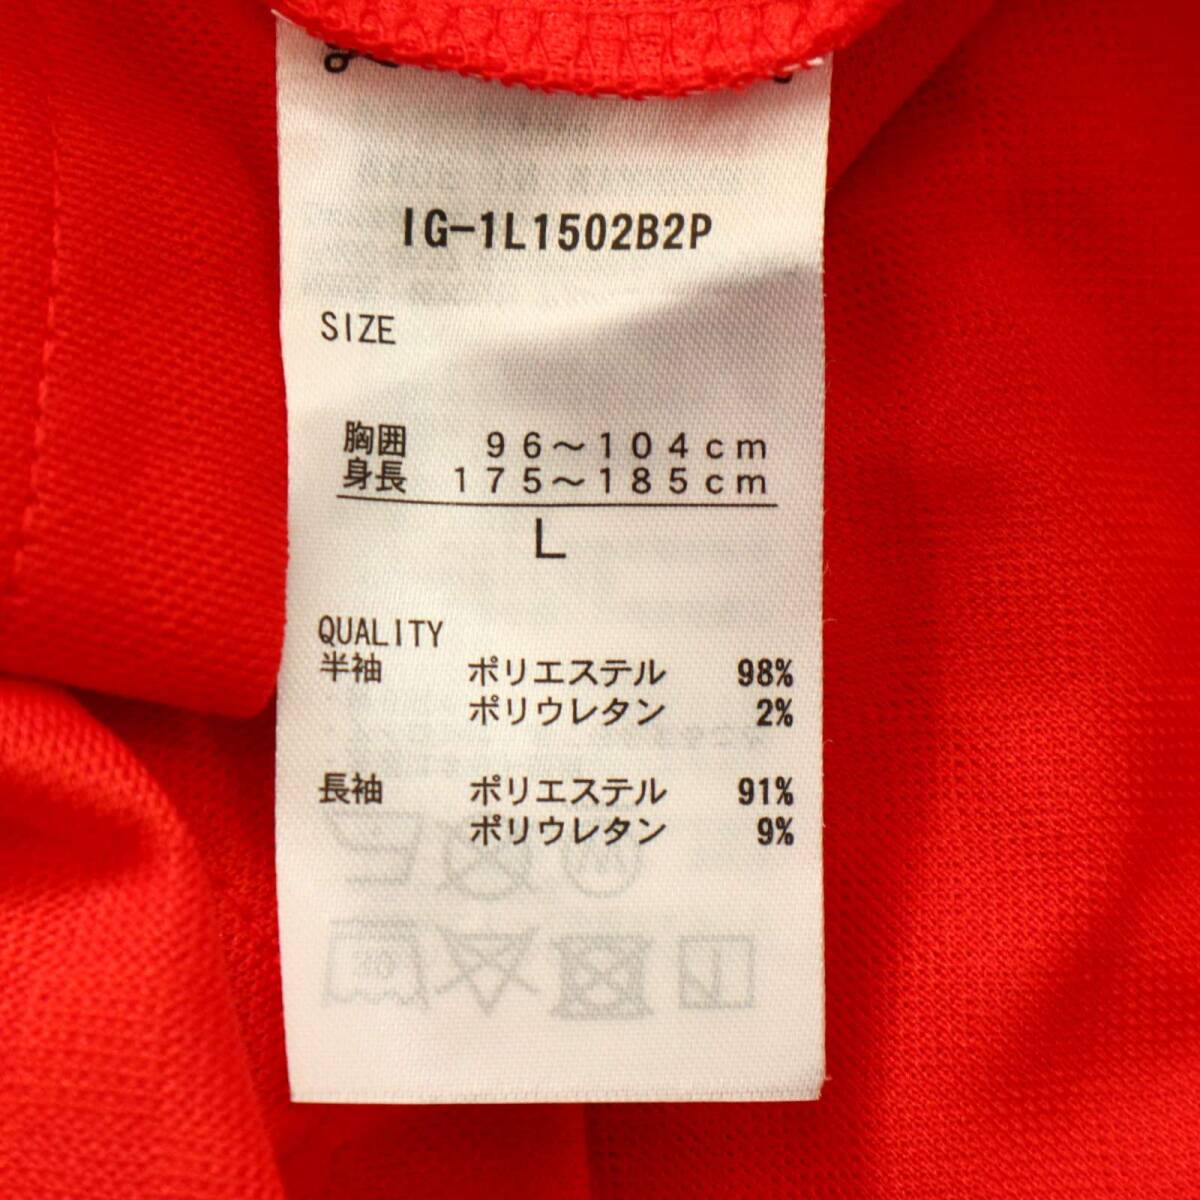 IG-1L1502B2P
SIZE
胸囲 96～104cm
身長 175～185cm
L
QUALITY
半袖 ポリエステル 98%
ポリウレタン 2%
長袖 ポリエステル 91%
ポリウレタン 9%